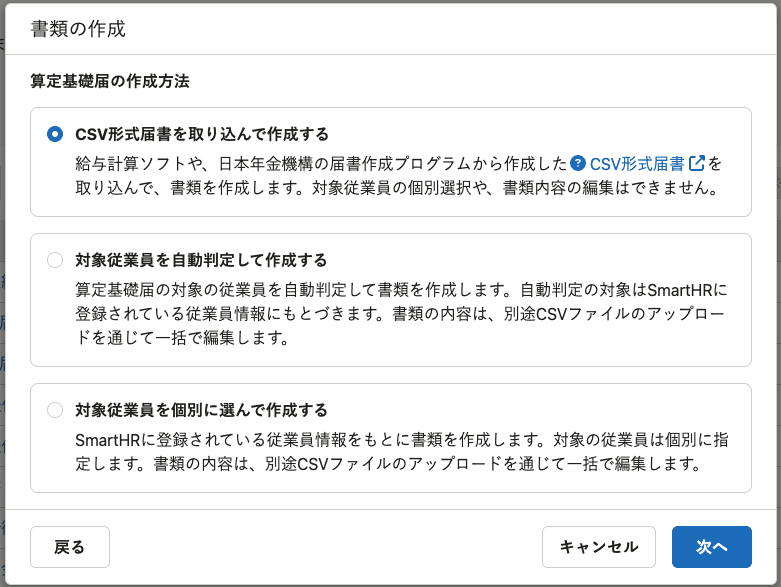 書類の作成
算定基礎届の作成方法
CSV形式届書を取り込んで作成する
給与計算ソフトや、日本年金機構の届書作成プログラムから作成した ? CSV形式届書 を
取り込んで、書類を作成します。対象従業員の個別選択や、書類内容の編集はできません。
対象従業員を自動判定して作成する
算定基礎届の対象の従業員を自動判定して書類を作成します。自動判定の対象はSmartHRに
登録されている従業員情報にもとづきます。書類の内容は、別途CSVファイルのアップロー
ドを通じて一括で編集します。
対象従業員を個別に選んで作成する
SmartHRに登録されている従業員情報をもとに書類を作成します。対象の従業員は個別に指
定します。書類の内容は、別途CSVファイルのアップロードを通じて一括で編集します。
戻る
キャンセル
次へ